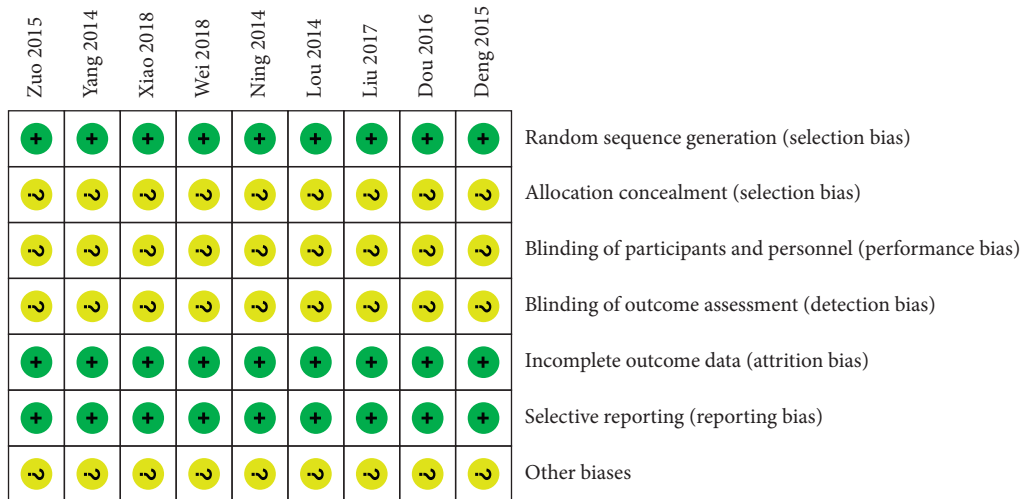 Zuo 2015
Yang 2014
Xiao 2018
Wei 2018
Ning 2014
Lou 2014
Liu 2017
Dou 2016
Deng 2015
+ + + + + + + + + Random sequence generation (selection bias)
? ? ? ? ? ? ? ? ? Allocation concealment (selection bias)
? ? ? ? ? ? ? ? ? Blinding of participants and personnel (performance bias)
? ? ? ? ? ? ? ? ? Blinding of outcome assessment (detection bias)
+ + + + + + + + + Incomplete outcome data (attrition bias)
+ + + + + + + + + Selective reporting (reporting bias)
? ? ? ? ? ? ? ? ? Other biases